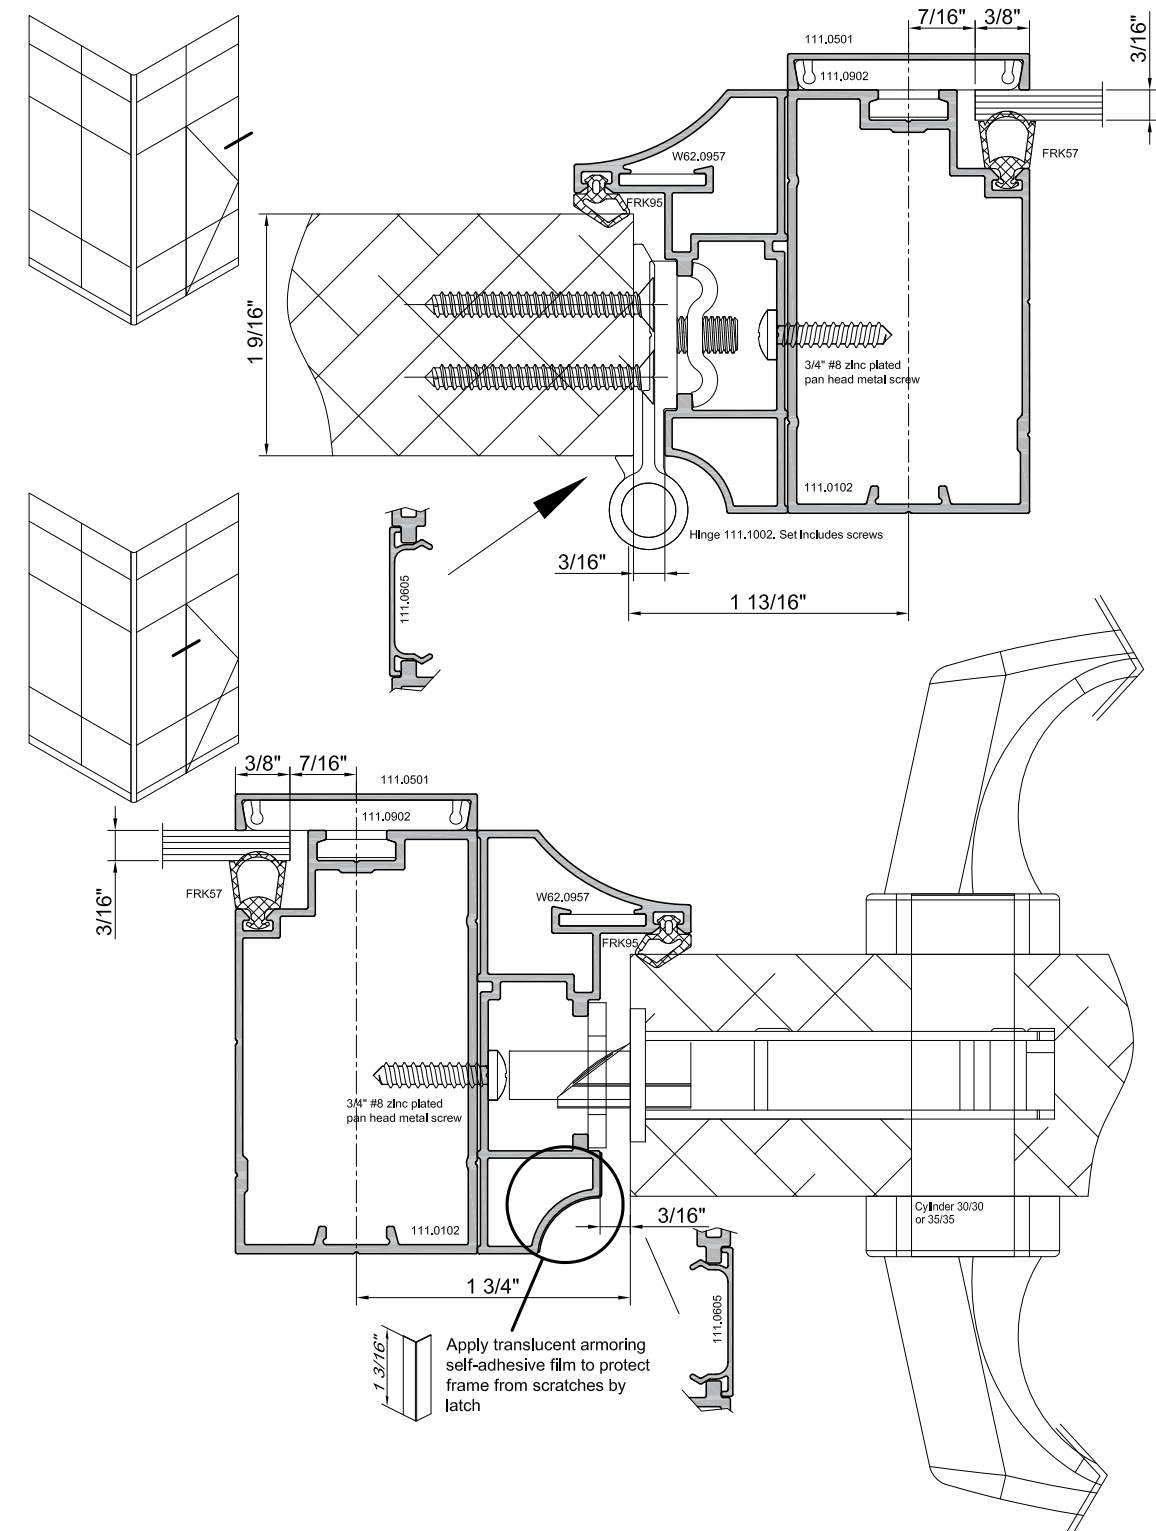 7/16"
3/8"
3/16"
111.0501
111.0902
FRK57
W62.0957
FRK95
1 9/16"
3/4" #8 zinc plated
pan head metal screw
111.0102
Hinge 111.1002. Set includes screws
3/16"
1 13/16"
111.0605
3/8"
7/16"
111.0501
111.0902
FRK57
3/16"
W62.0957
FRK95
3/4" #8 zinc plated
pan head metal screw
111.0102
Cylinder 30/30
or 35/35
3/16"
1 3/4"
111.0605
1 3/16"
Apply translucent armoring
self-adhesive film to protect
frame from scratches by
latch